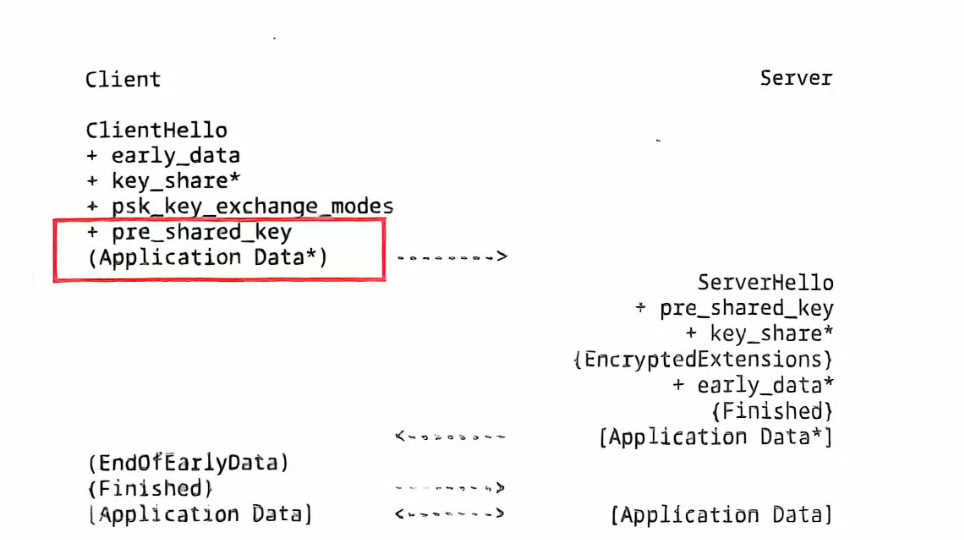 Client Server
ClientHello
+ early_data
+ key_share*
+ psk_key_exchange_modes
+ pre_shared_key
(Application Data*) -------->
ServerHello
+ pre_shared_key
+ key_share*
{EncryptedExtensions}
+ early_data*
{Finished}
<-------- [Application Data*]
(EndOfEarlyData)
{Finished} -------->
[Application Data] <-------> [Application Data]